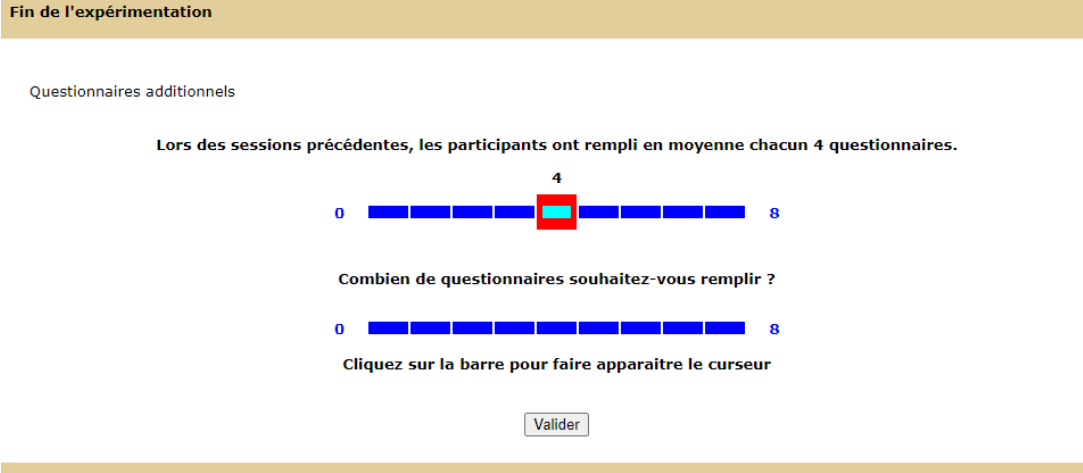 Fin de l'expérimentation
Questionnaires additionnels
Lors des sessions précédentes, les participants ont rempli en moyenne chacun 4 questionnaires.
4
0 8
Combien de questionnaires souhaitez-vous remplir ?
0 8
Cliquez sur la barre pour faire apparaitre le curseur
Valider